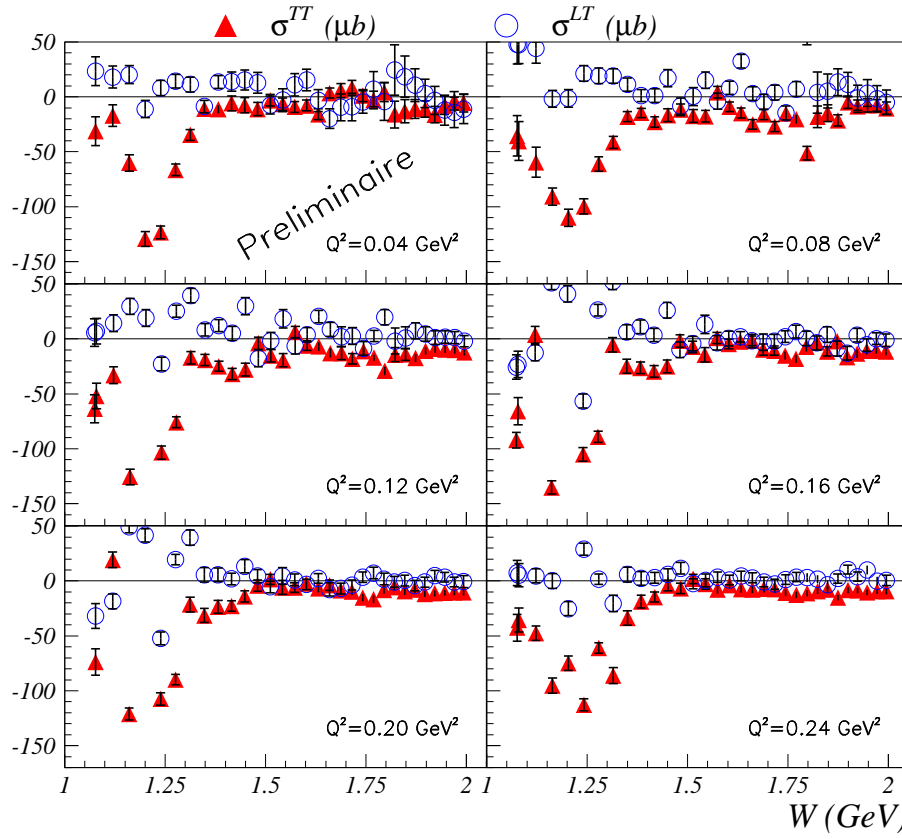 σ^TT (μb) σ^LT (μb)
50
0
-50
-100
-150
Preliminaire
Q²=0.04 GeV²
Q²=0.08 GeV²
50
0
-50
-100
-150
Q²=0.12 GeV²
Q²=0.16 GeV²
50
0
-50
-100
-150
Q²=0.20 GeV²
Q²=0.24 GeV²
1 1.25 1.5 1.75 2 1 1.25 1.5 1.75 2
W (GeV)